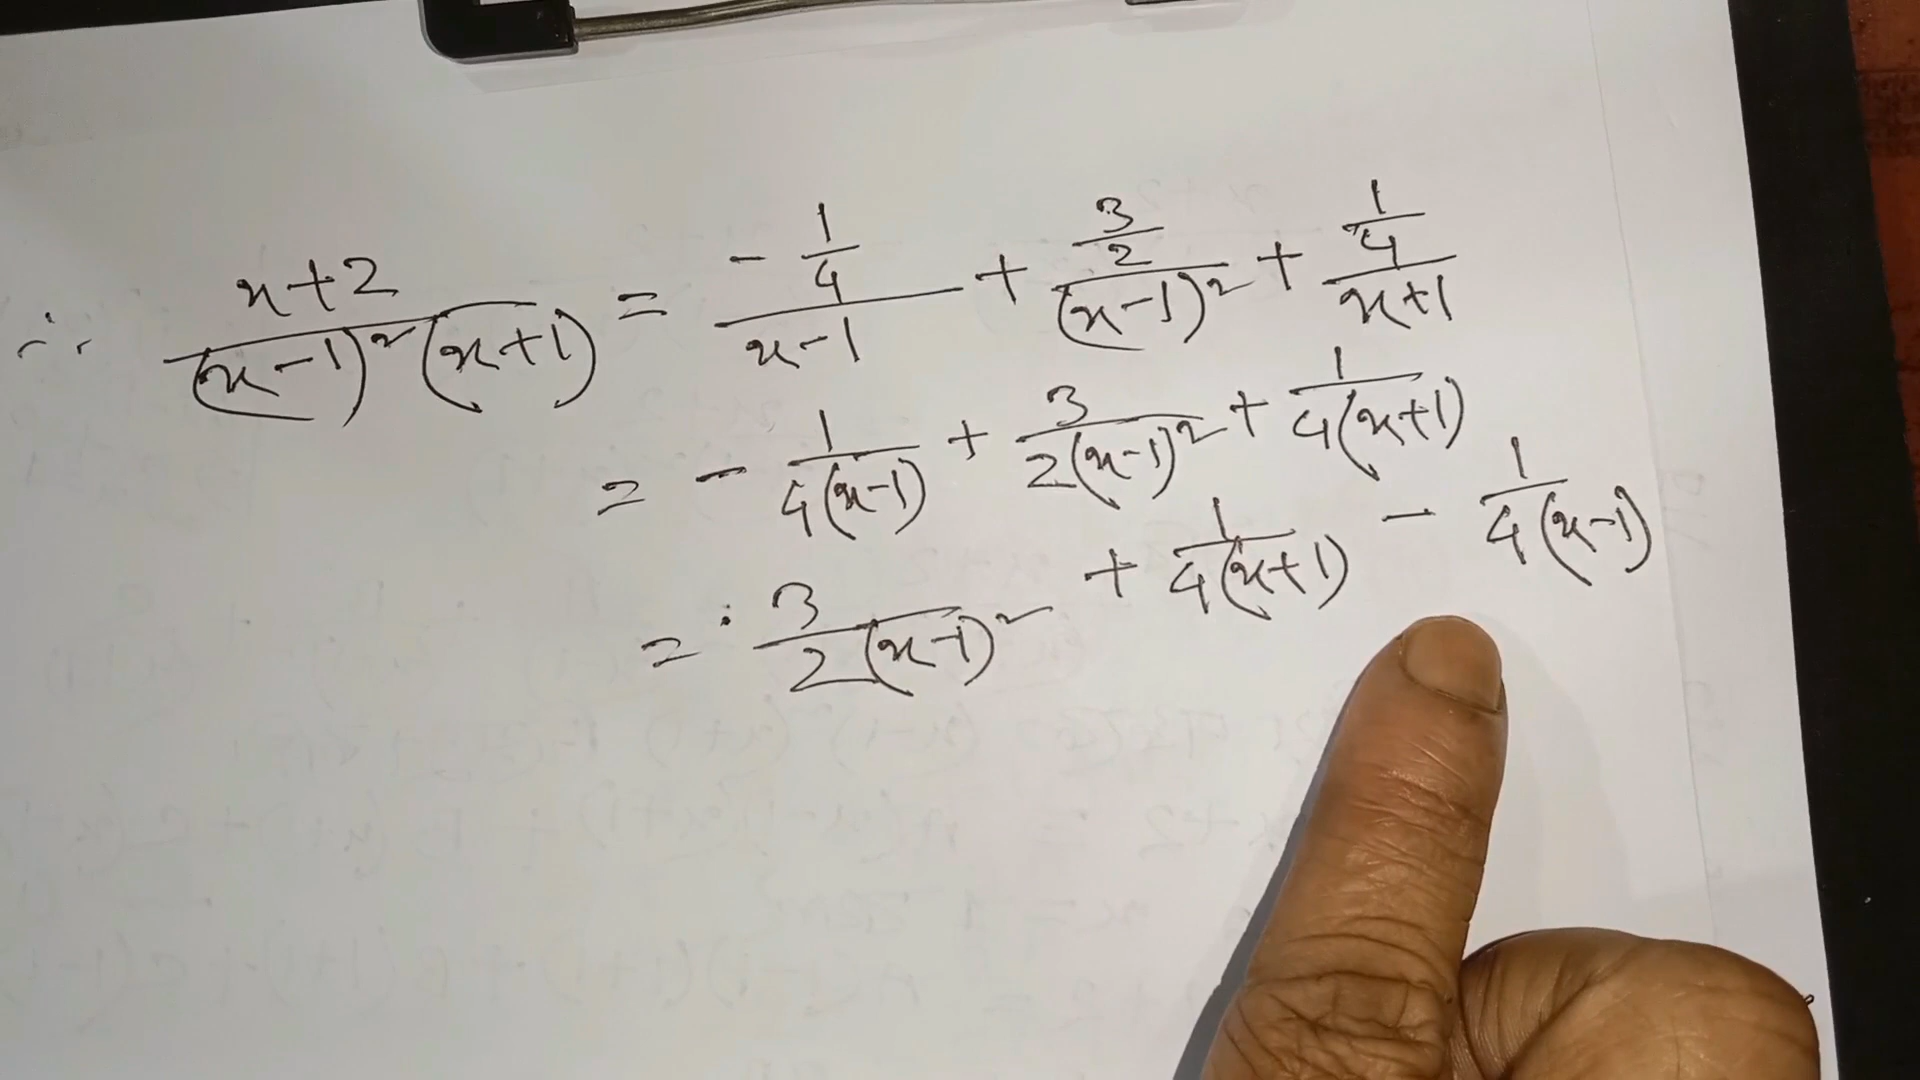 ∴ x+2/(x-1)²(x+1) = -1/4/x-1 + 3/2/(x-1)² + 1/4/x+1
= -1/4(x-1) + 3/2(x-1)² + 1/4(x+1)
= 3/2(x-1)² + 1/4(x+1) - 1/4(x-1)